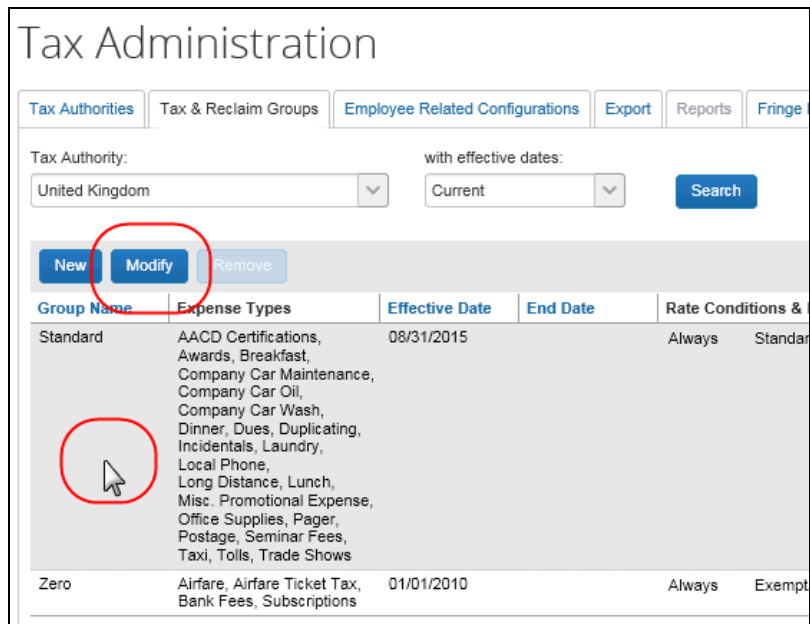 Tax Administration
Tax Authorities Tax & Reclaim Groups Employee Related Configurations Export Reports Fringe
Tax Authority: with effective dates:
United Kingdom Current Search
New Modify Remove
Group Name Expense Types Effective Date End Date Rate Conditions &
Standard AACD Certifications, 08/31/2015 Always Standar
Awards, Breakfast,
Company Car Maintenance,
Company Car Oil,
Company Car Wash,
Dinner, Dues, Duplicating,
Incidentals, Laundry,
Local Phone,
Long Distance, Lunch,
Misc. Promotional Expense,
Office Supplies, Pager,
Postage, Seminar Fees,
Taxi, Tolls, Trade Shows
Zero Airfare, Airfare Ticket Tax, 01/01/2010 Always Exempt
Bank Fees, Subscriptions